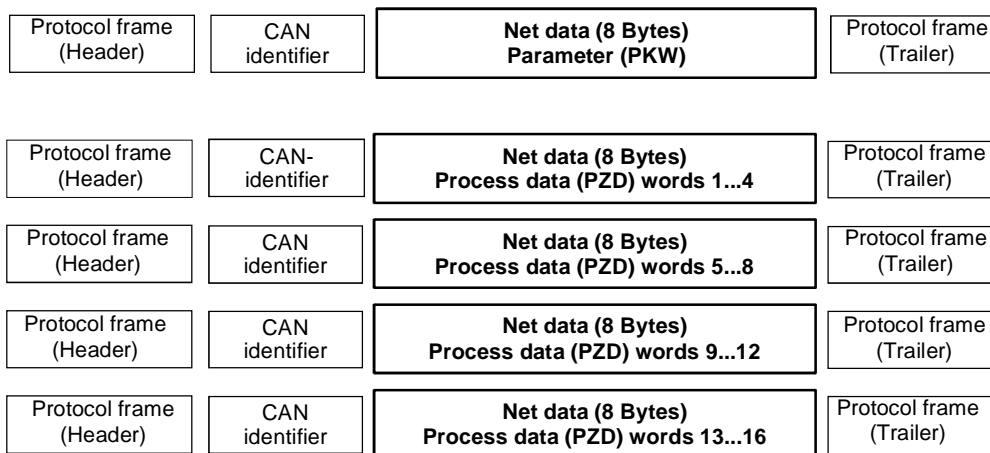 Protocol frame
(Header)
CAN
identifier
Net data (8 Bytes)
Parameter (PKW)
Protocol frame
(Trailer)
Protocol frame
(Header)
CAN-
identifier
Net data (8 Bytes)
Process data (PZD) words 1...4
Protocol frame
(Trailer)
Protocol frame
(Header)
CAN
identifier
Net data (8 Bytes)
Process data (PZD) words 5...8
Protocol frame
(Trailer)
Protocol frame
(Header)
CAN
identifier
Net data (8 Bytes)
Process data (PZD) words 9...12
Protocol frame
(Trailer)
Protocol frame
(Header)
CAN
identifier
Net data (8 Bytes)
Process data (PZD) words 13...16
Protocol frame
(Trailer)